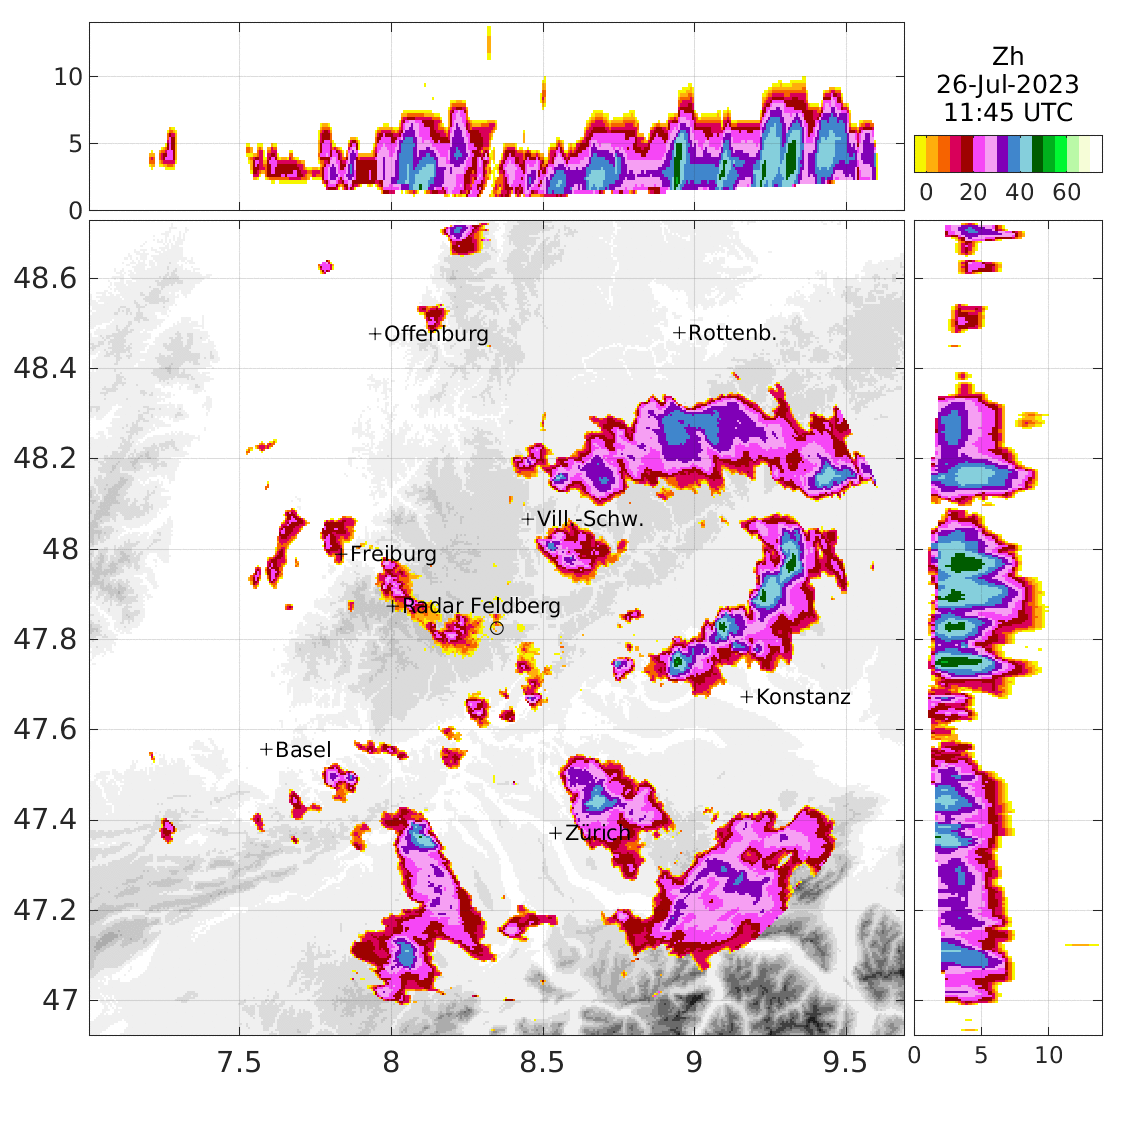 10
5
0
Zh
26-Jul-2023
11:45 UTC
0 20 40 60
48.6
48.4
48.2
48
47.8
47.6
47.4
47.2
47
+Offenburg
+Rottenb.
+Vill.-Schw.
+Freiburg
+Radar Feldberg
+Konstanz
+Basel
+Zürich
7.5 8 8.5 9 9.5
0 5 10